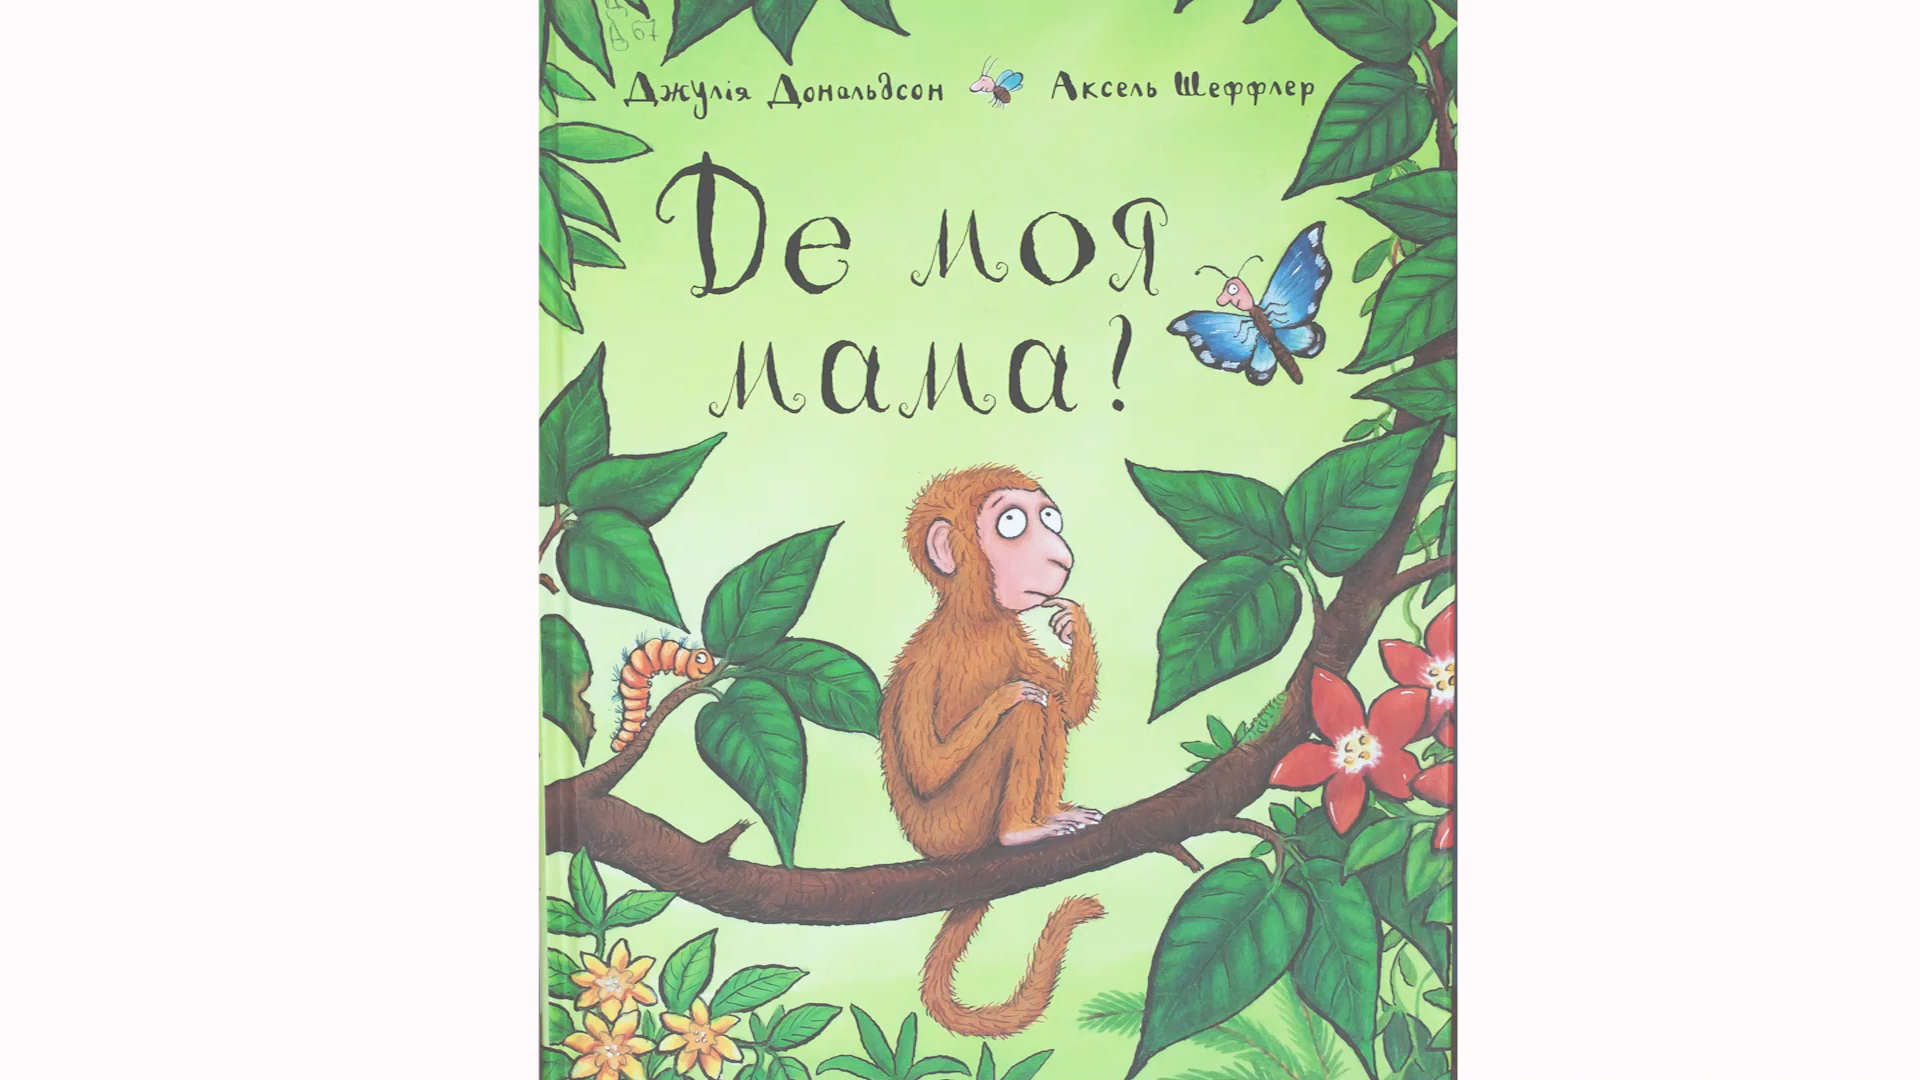 Джулія Дональдсон Аксель Шеффлер
Де моя
мама?